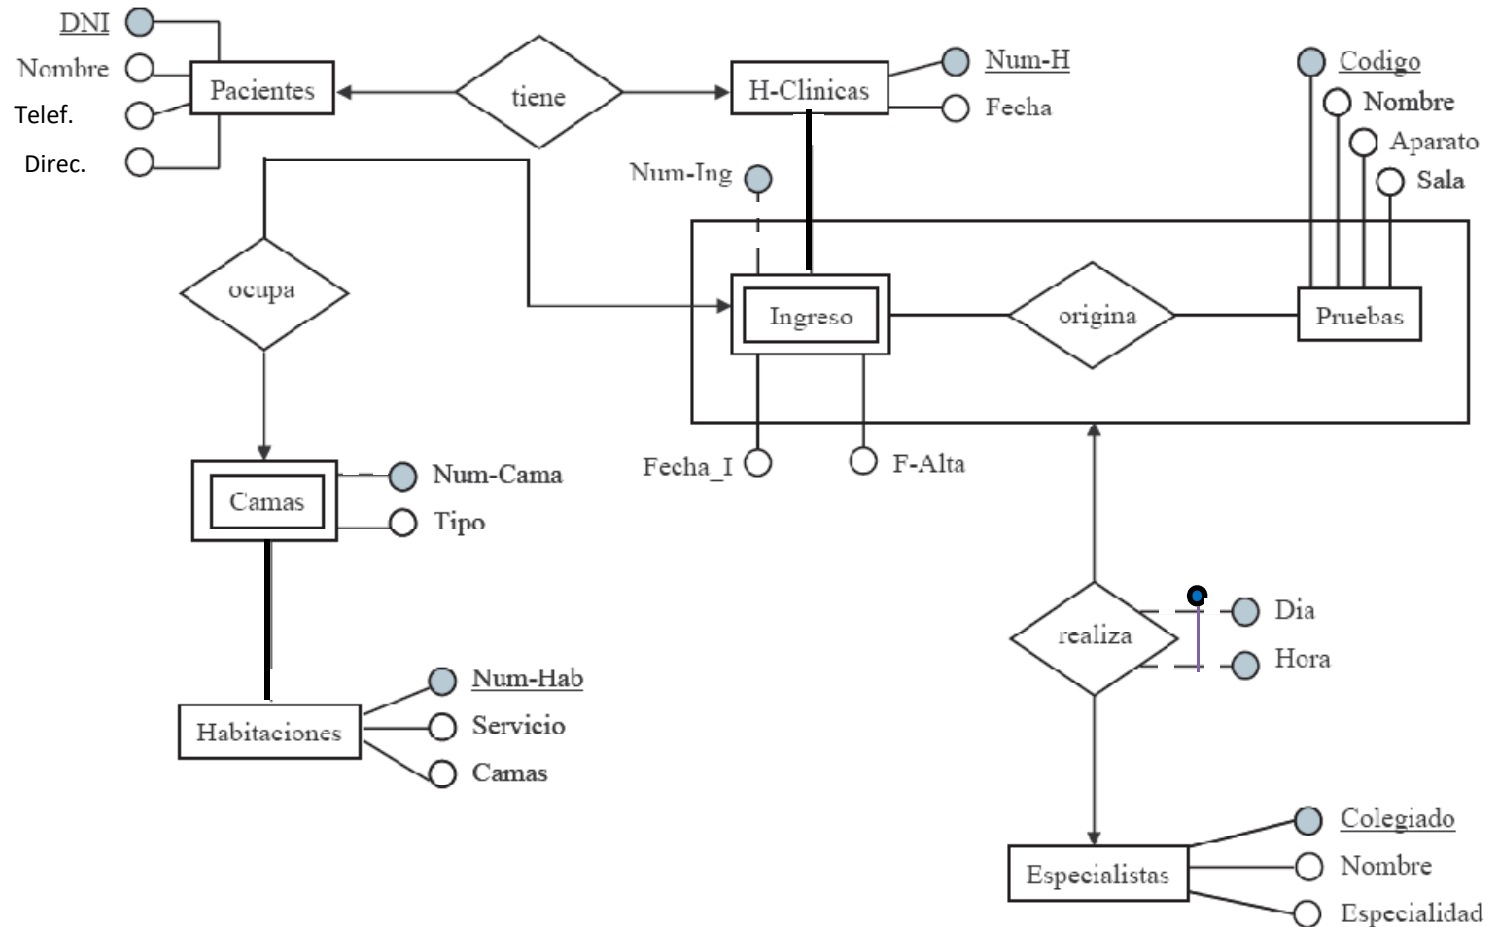 DNI
Nombre
Telef.
Direc.
Pacientes
tiene
H-Clinicas
Num-H
Fecha
Codigo
Nombre
Aparato
Sala
Num-Ing
ocupa
Ingreso
origina
Pruebas
Fecha_I
F-Alta
Camas
Num-Cama
Tipo
realiza
Dia
Hora
Habitaciones
Num-Hab
Servicio
Camas
Especialistas
Colegiado
Nombre
Especialidad